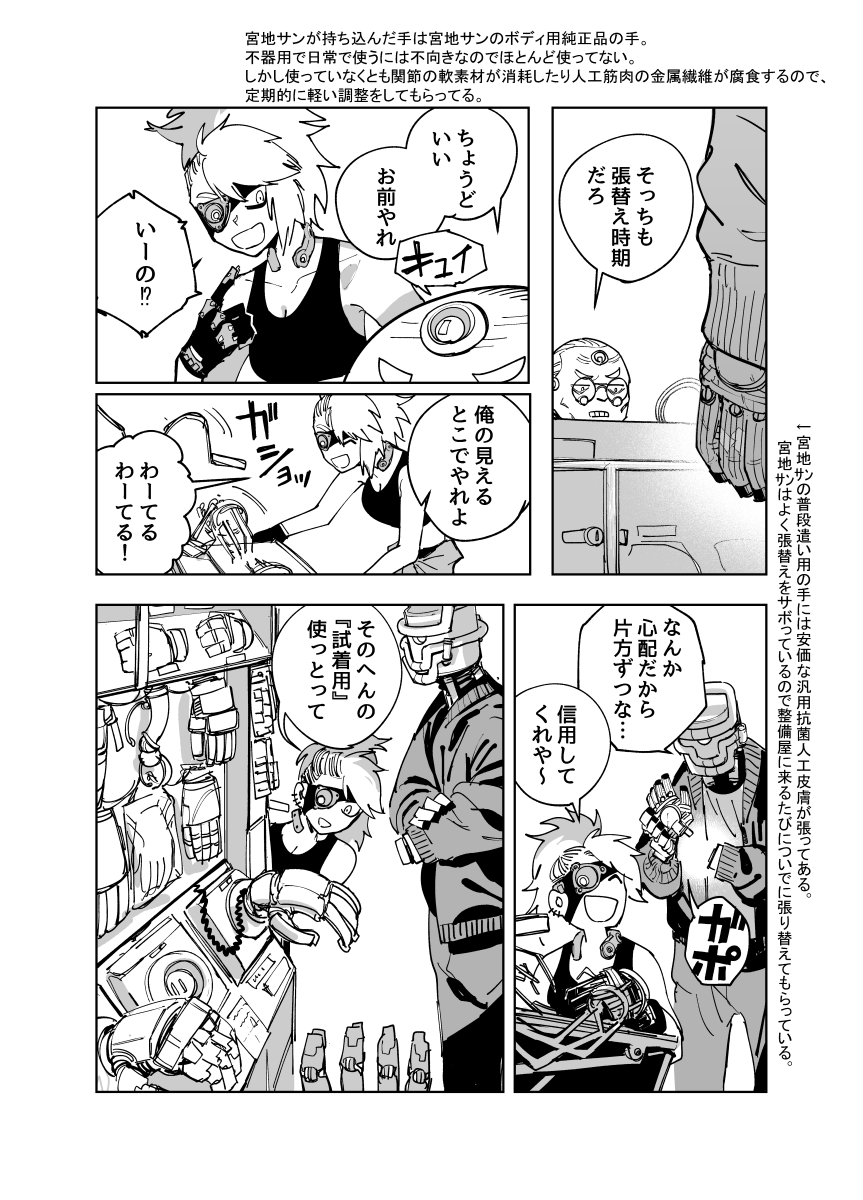 宮地サンが持ち込んだ手は宮地サンのボディ用純正品の手。
不器用で日常で使うには不向きなのでほとんど使ってない。
しかし使っていなくとも関節の軟素材が消耗したり人工筋肉の金属繊維が腐食するので、
定期的に軽い調整をしてもらってる。
そっちも
張替え時期
だろ
ちょうど
いい
お前やれ
キュイ
いーの!?
←宮地サンの普段遣い用の手には安価な汎用抗菌人工皮膚が張ってある。
宮地サンはよく張替えをサボっているので整備屋に来るたびについでに張り替えてもらっている。
俺の見える
とこでやれよ
ガショッ
わーてる
わーてる!
なんか
心配だから
片方ずつな…
信用して
くれや〜
ガポッ
そのへんの
『試着用』
使っとって